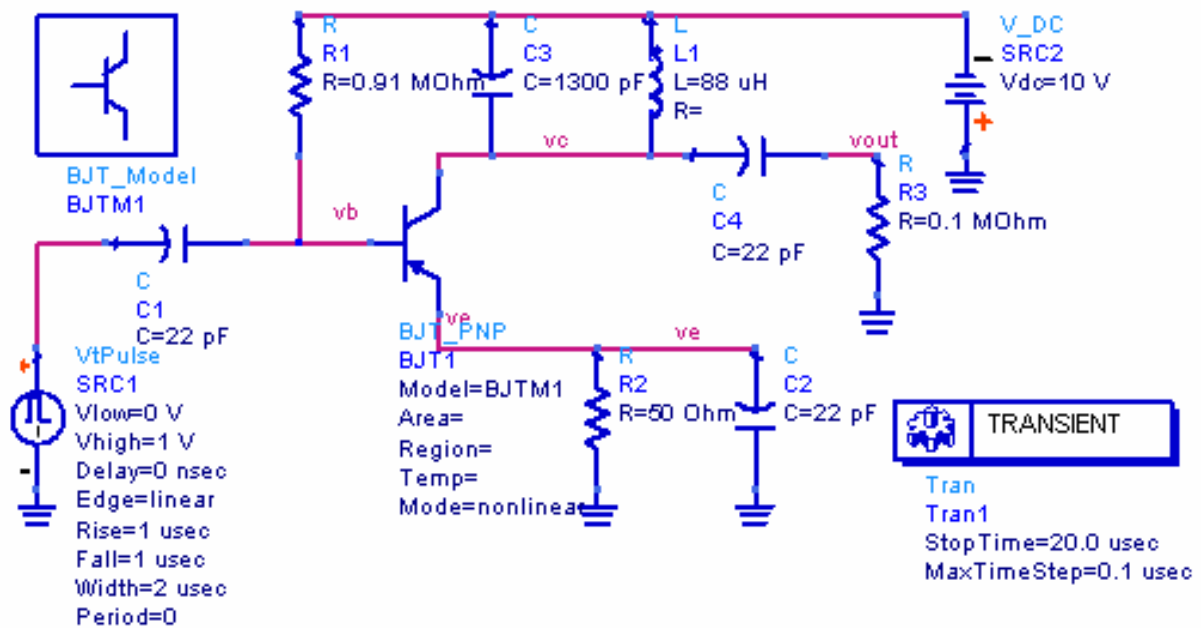 R
R1
R=0.91 MOhm
C
C3
C=1300 pF
L
L1
L=88 uH
R=
V_DC
SRC2
Vdc=10 V
-
+
BJT_Model
BJTM1
vc
vout
vb
C
C4
C=22 pF
R
R3
R=0.1 MOhm
C
C1
C=22 pF
ve
BJT_PNP
BJT1
Model=BJTM1
Area=
Region=
Temp=
Mode=nonlinear
ve
R
R2
R=50 Ohm
C
C2
C=22 pF
+
-
VtPulse
SRC1
Vlow=0 V
Vhigh=1 V
Delay=0 nsec
Edge=linear
Rise=1 usec
Fall=1 usec
Width=2 usec
Period=0
TRANSIENT
Tran
Tran1
StopTime=20.0 usec
MaxTimeStep=0.1 usec